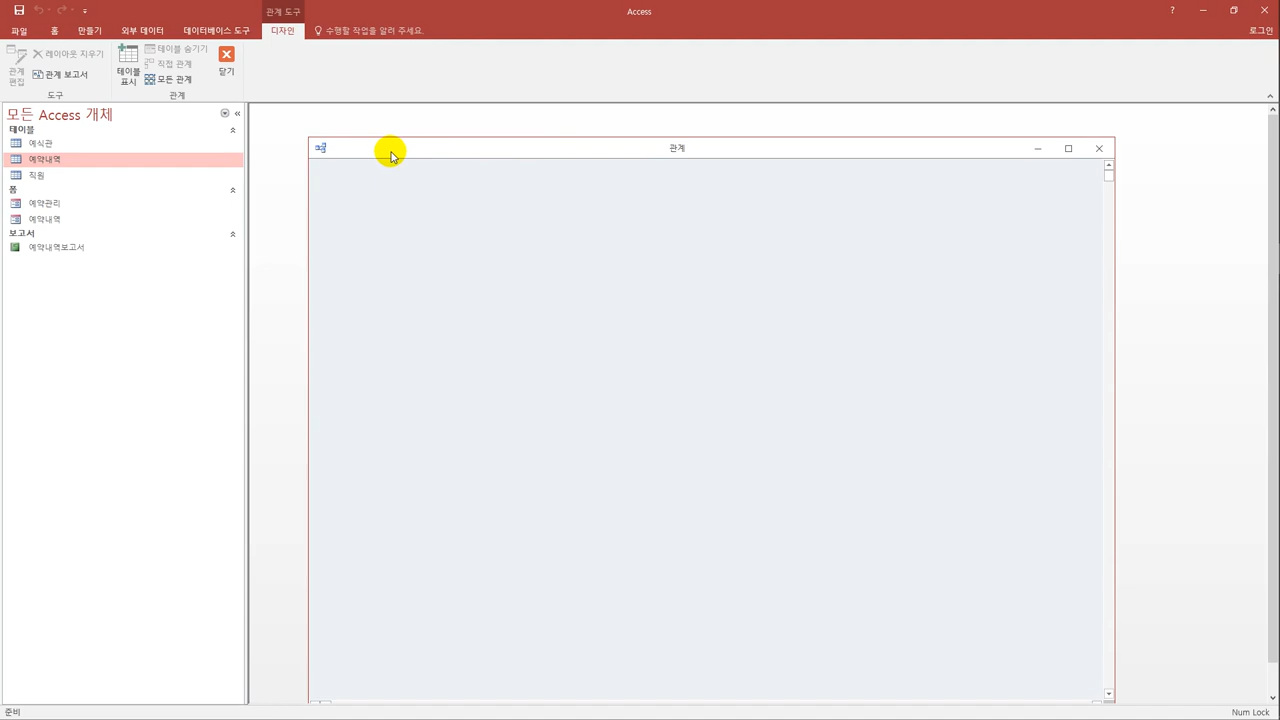 관계 도구
Access
?
파일 홈 만들기 외부 데이터 데이터베이스 도구 디자인 수행할 작업을 알려 주세요.
로그인
관계 편집
레이아웃 지우기
관계 보고서
도구
테이블 표시
테이블 숨기기
직접 관계
모든 관계
관계
닫기
모든 Access 개체
테이블
예식관
예약내역
직원
폼
예약관리
예약내역
보고서
예약내역보고서
관계
준비
Num Lock